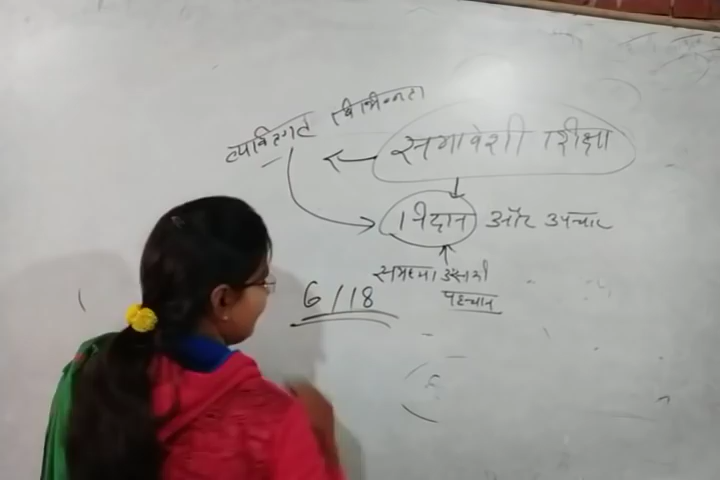 व्यक्तिगत विभिन्नता
समावेशी शिक्षा
निदान और उपचार
समस्या उसकी
पहचान
6/18